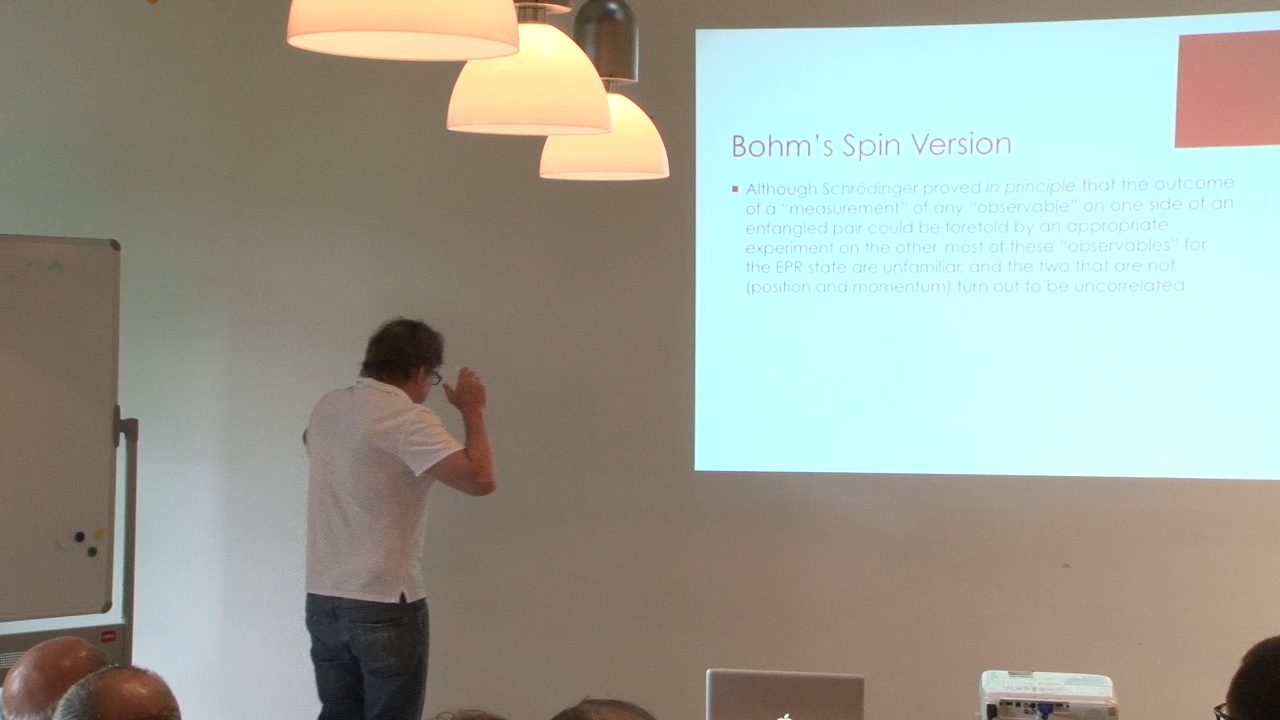 Bohm's Spin Version
Although Schrödinger proved in principle that the outcome
of a "measurement" of any "observable" on one side of an
entangled pair could be foretold by an appropriate
experiment on the other, most of these "observables" for
the EPR state are unfamiliar, and the two that are not
(position and momentum) turn out to be uncorrelated.